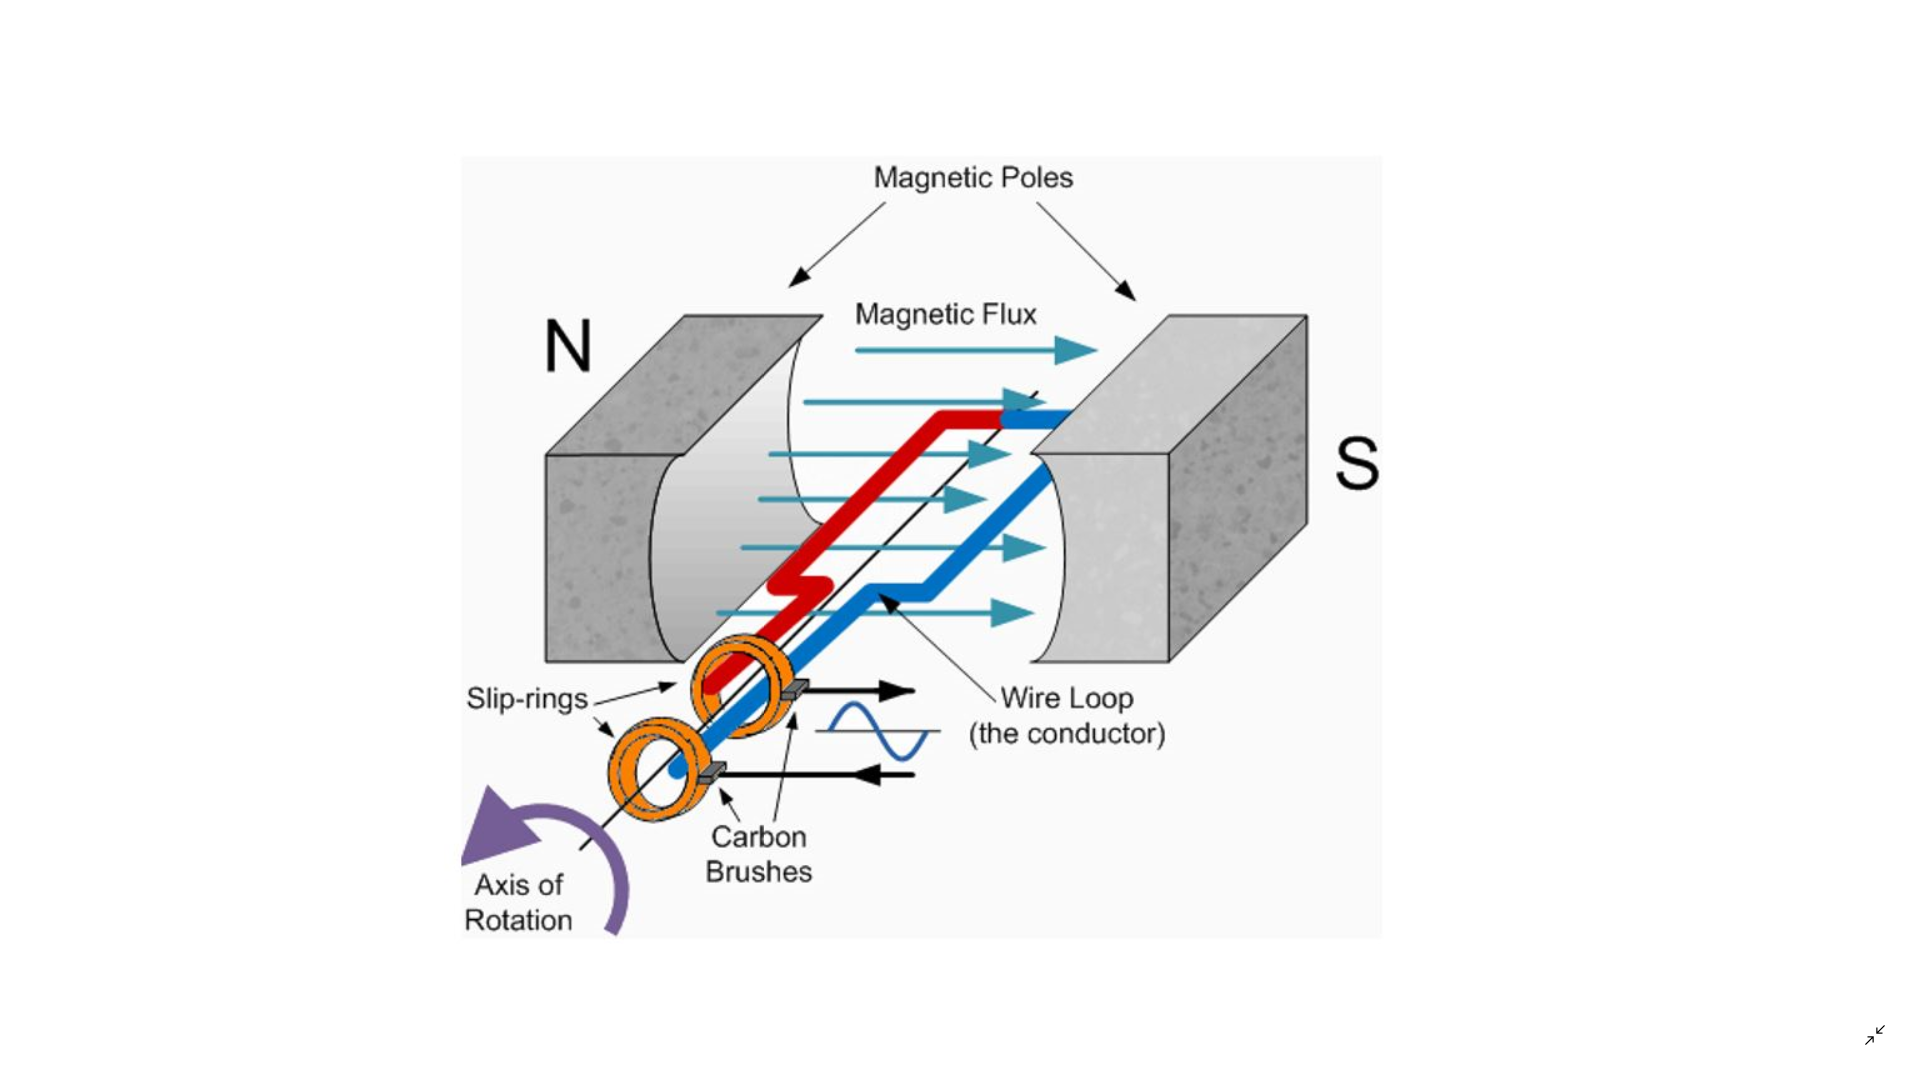 Magnetic Poles
Magnetic Flux
N
S
Slip-rings
Wire Loop
(the conductor)
Carbon
Brushes
Axis of
Rotation